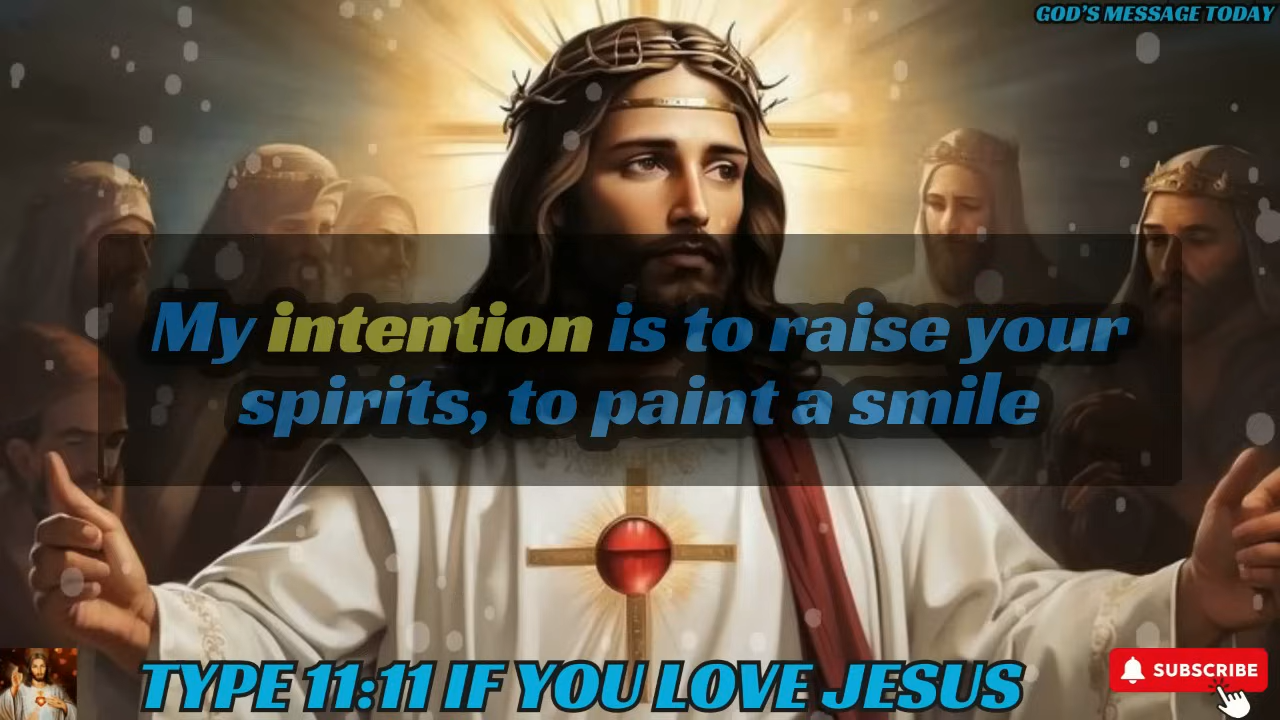 GOD'S MESSAGE TODAY
My intention is to raise your
spirits, to paint a smile
TYPE 11:11 IF YOU LOVE JESUS
SUBSCRIBE